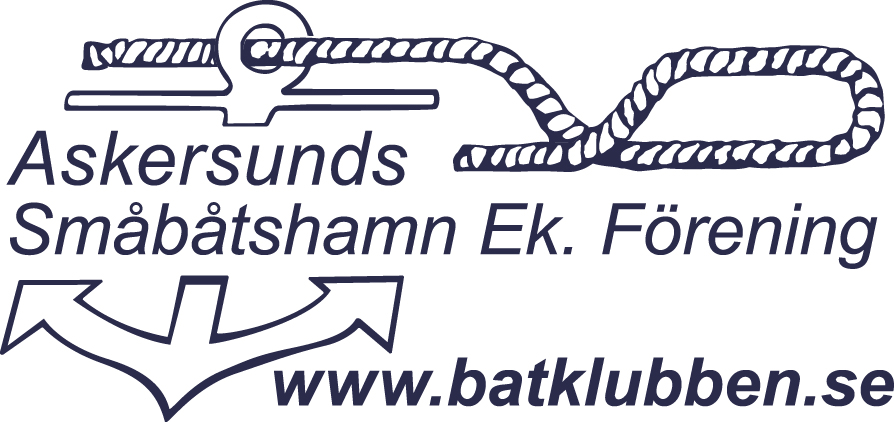 Askersunds
Småbåtshamn Ek. Förening
www.batklubben.se